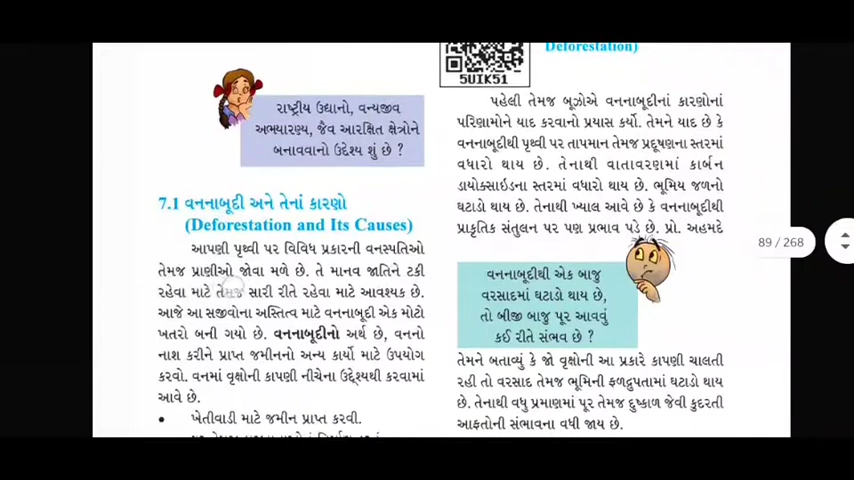 રાષ્ટ્રીય ઉદ્યાનો, વન્યજીવ
અભયારણ્ય, જૈવ આરક્ષિત ક્ષેત્રોને
બનાવવાનો ઉદ્દેશ્ય શું છે ?
7.1 વનનાબૂદી અને તેનાં કારણો
(Deforestation and Its Causes)
આપણી પૃથ્વી પર વિવિધ પ્રકારની વનસ્પતિઓ
તેમજ પ્રાણીઓ જોવા મળે છે. તે માનવ જાતિને ટકી
રહેવા માટે તેમજ સારી રીતે રહેવા માટે આવશ્યક છે.
આજે આ સજીવોના અસ્તિત્વ માટે વનનાબૂદી એક મોટો
ખતરો બની ગયો છે. વનનાબૂદીનો અર્થ છે, વનનો
નાશ કરીને પ્રાપ્ત જમીનનો અન્ય કાર્યો માટે ઉપયોગ
કરવો. વનમાં વૃક્ષોની કાપણી નીચેના ઉદ્દેશ્યથી કરવામાં
આવે છે.
• ખેતીવાડી માટે જમીન પ્રાપ્ત કરવી.
5UIK51
Deforestation)
પહેલી તેમજ બૂઝોએ વનનાબૂદીનાં કારણોનાં
પરિણામોને યાદ કરવાનો પ્રયાસ કર્યો. તેમને યાદ છે કે
વનનાબૂદીથી પૃથ્વી પર તાપમાન તેમજ પ્રદૂષણના સ્તરમાં
વધારો થાય છે. તેનાથી વાતાવરણમાં કાર્બન
ડાયોક્સાઇડના સ્તરમાં વધારો થાય છે. ભૂમિય જળનો
ઘટાડો થાય છે. તેનાથી ખ્યાલ આવે છે કે વનનાબૂદીથી
પ્રાકૃતિક સંતુલન પર પણ પ્રભાવ પડે છે. પ્રો. અહમદે
વનનાબૂદીથી એક બાજુ
વરસાદમાં ઘટાડો થાય છે,
તો બીજી બાજુ પૂર આવવું
કઈ રીતે સંભવ છે ?
તેમને બતાવ્યું કે જો વૃક્ષોની આ પ્રકારે કાપણી ચાલતી
રહી તો વરસાદ તેમજ ભૂમિની ફળદ્રુપતામાં ઘટાડો થાય
છે. તેનાથી વધુ પ્રમાણમાં પૂર તેમજ દુષ્કાળ જેવી કુદરતી
આફતોની સંભાવના વધી જાય છે.
89 / 268